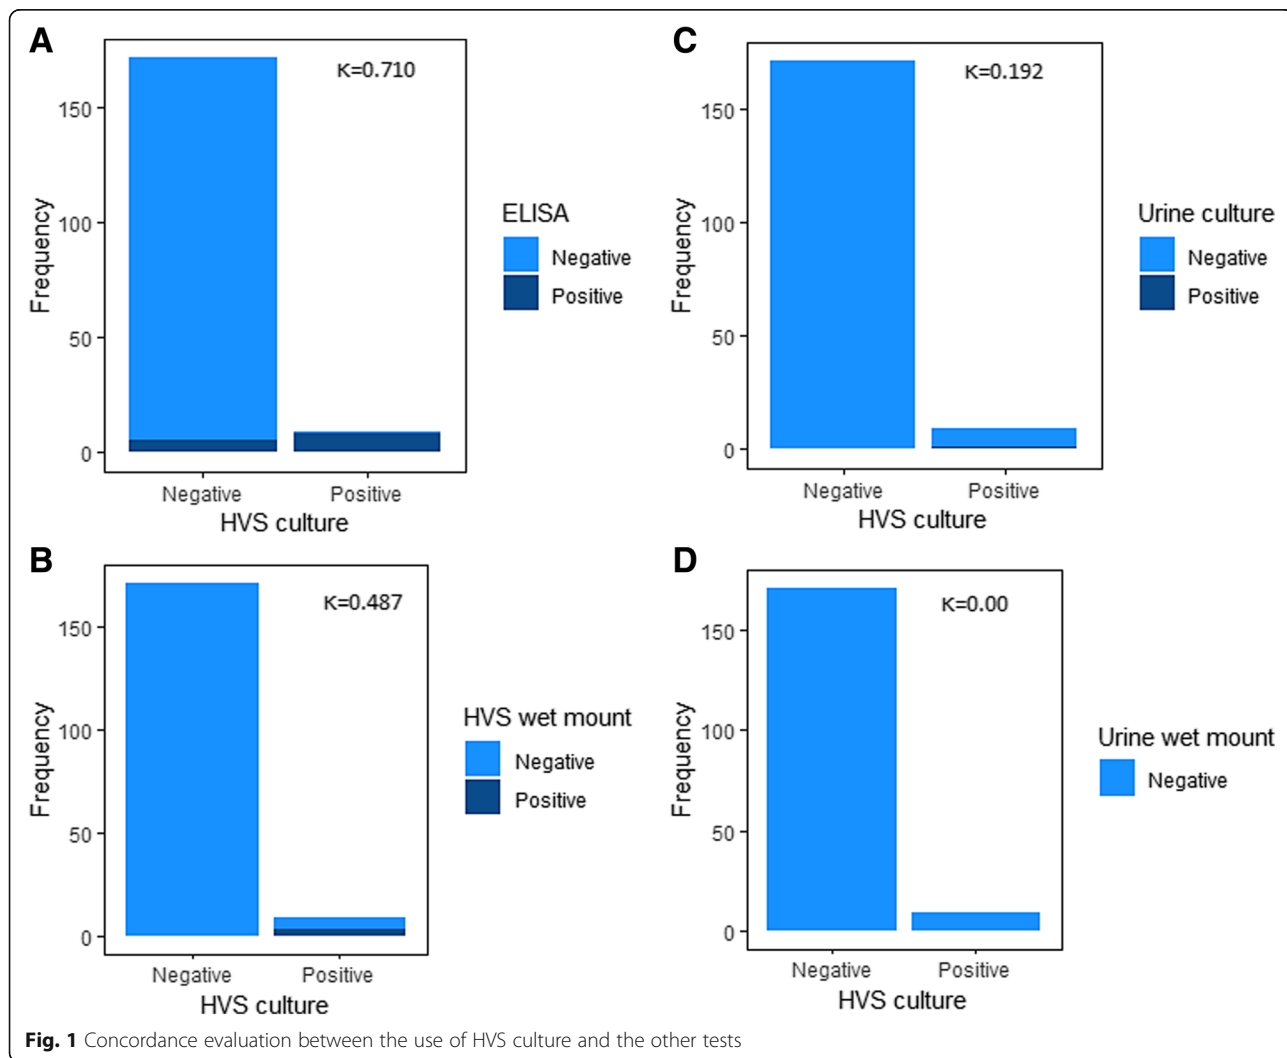 A
κ=0.710
150
100
50
0
Frequency
Negative Positive
HVS culture
ELISA
Negative
Positive
C
κ=0.192
150
100
50
0
Frequency
Negative Positive
HVS culture
Urine culture
Negative
Positive
B
κ=0.487
150
100
50
0
Frequency
Negative Positive
HVS culture
HVS wet mount
Negative
Positive
D
κ=0.00
150
100
50
0
Frequency
Negative Positive
HVS culture
Urine wet mount
Negative
Fig. 1 Concordance evaluation between the use of HVS culture and the other tests